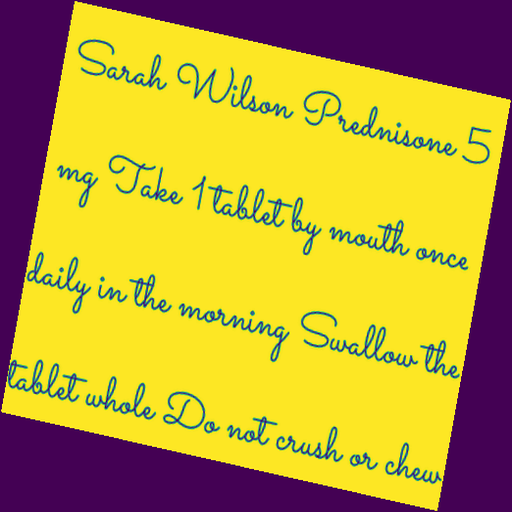 Sarah Wilson Prednisone 5
mg Take 1 tablet by mouth once
daily in the morning Swallow the
tablet whole Do not crush or chew